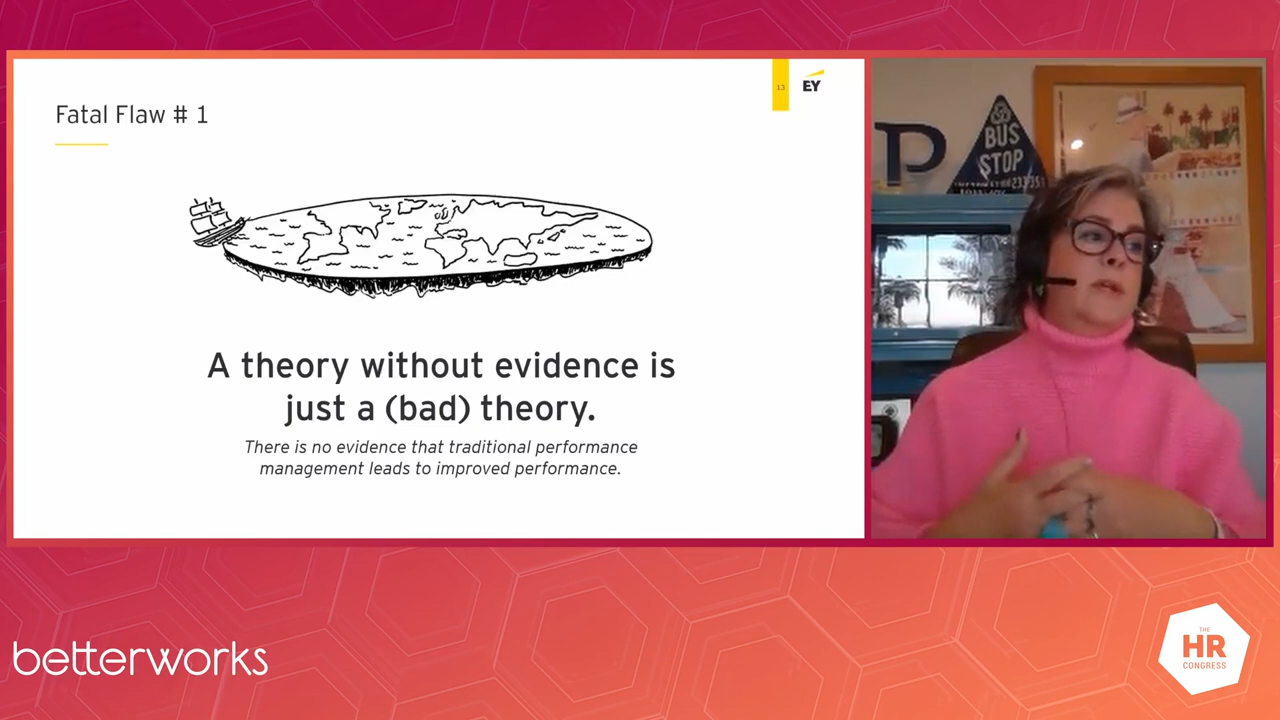 Fatal Flaw # 1
13
EY
A theory without evidence is
just a (bad) theory.
There is no evidence that traditional performance
management leads to improved performance.
P
BUS
STOP
betterworks
THE
HR
CONGRESS